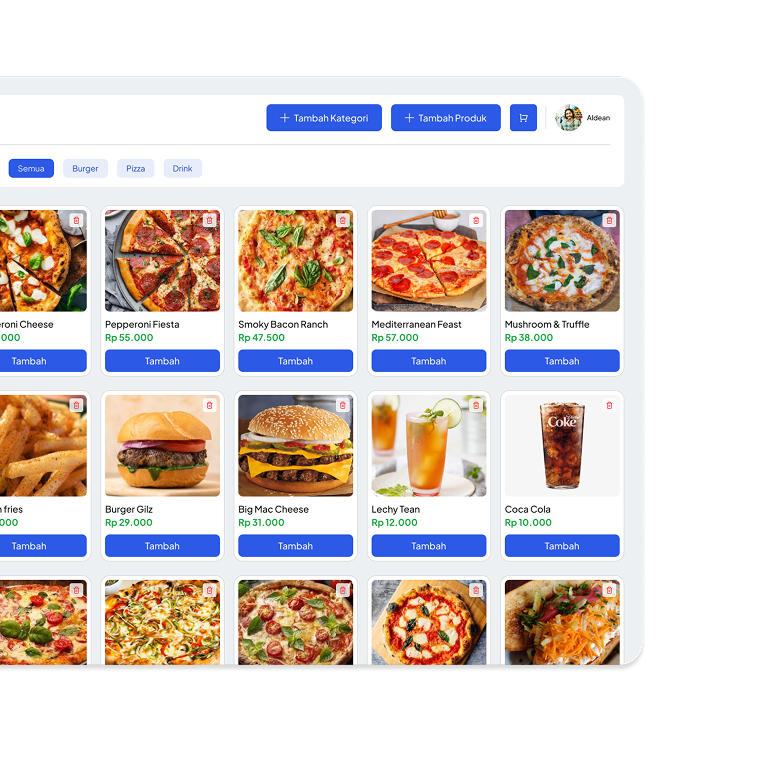 Tambah Kategori
Tambah Produk
Aldean
Semua
Burger
Pizza
Drink
Cheese
Pepperoni Fiesta
Smoky Bacon Ranch
Mediterranean Feast
Mushroom & Truffle
000
Rp 55.000
Rp 47.500
Rp 57.000
Rp 38.000
Tambah
Tambah
Tambah
Tambah
Tambah
Coke
fries
Burger Gilz
Big Mac Cheese
Lechy Tean
Coca Cola
000
Rp 29.000
Rp 31.000
Rp 12.000
Rp 10.000
Tambah
Tambah
Tambah
Tambah
Tambah